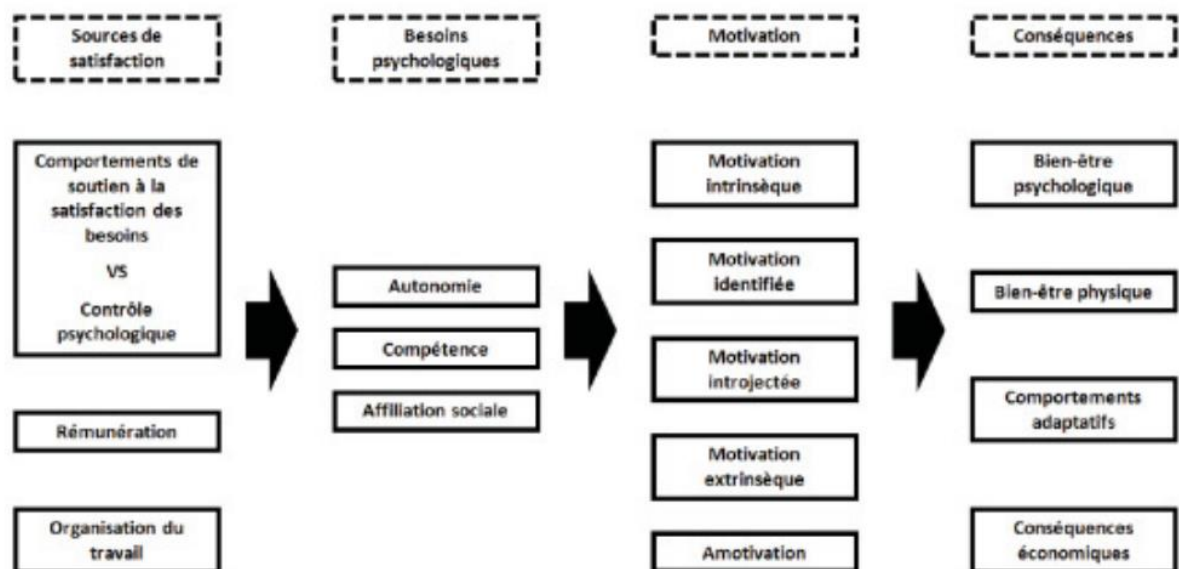 Sources de
satisfaction
Besoins
psychologiques
Motivation
Conséquences
Comportements de
soutien à la
satisfaction des
besoins
VS
Contrôle
psychologique
Rémunération
Organisation du
travail
Autonomie
Compétence
Affiliation sociale
Motivation
intrinsèque
Motivation
identifiée
Motivation
introjectée
Motivation
extrinsèque
Amotivation
Bien-être
psychologique
Bien-être physique
Comportements
adaptatifs
Conséquences
économiques